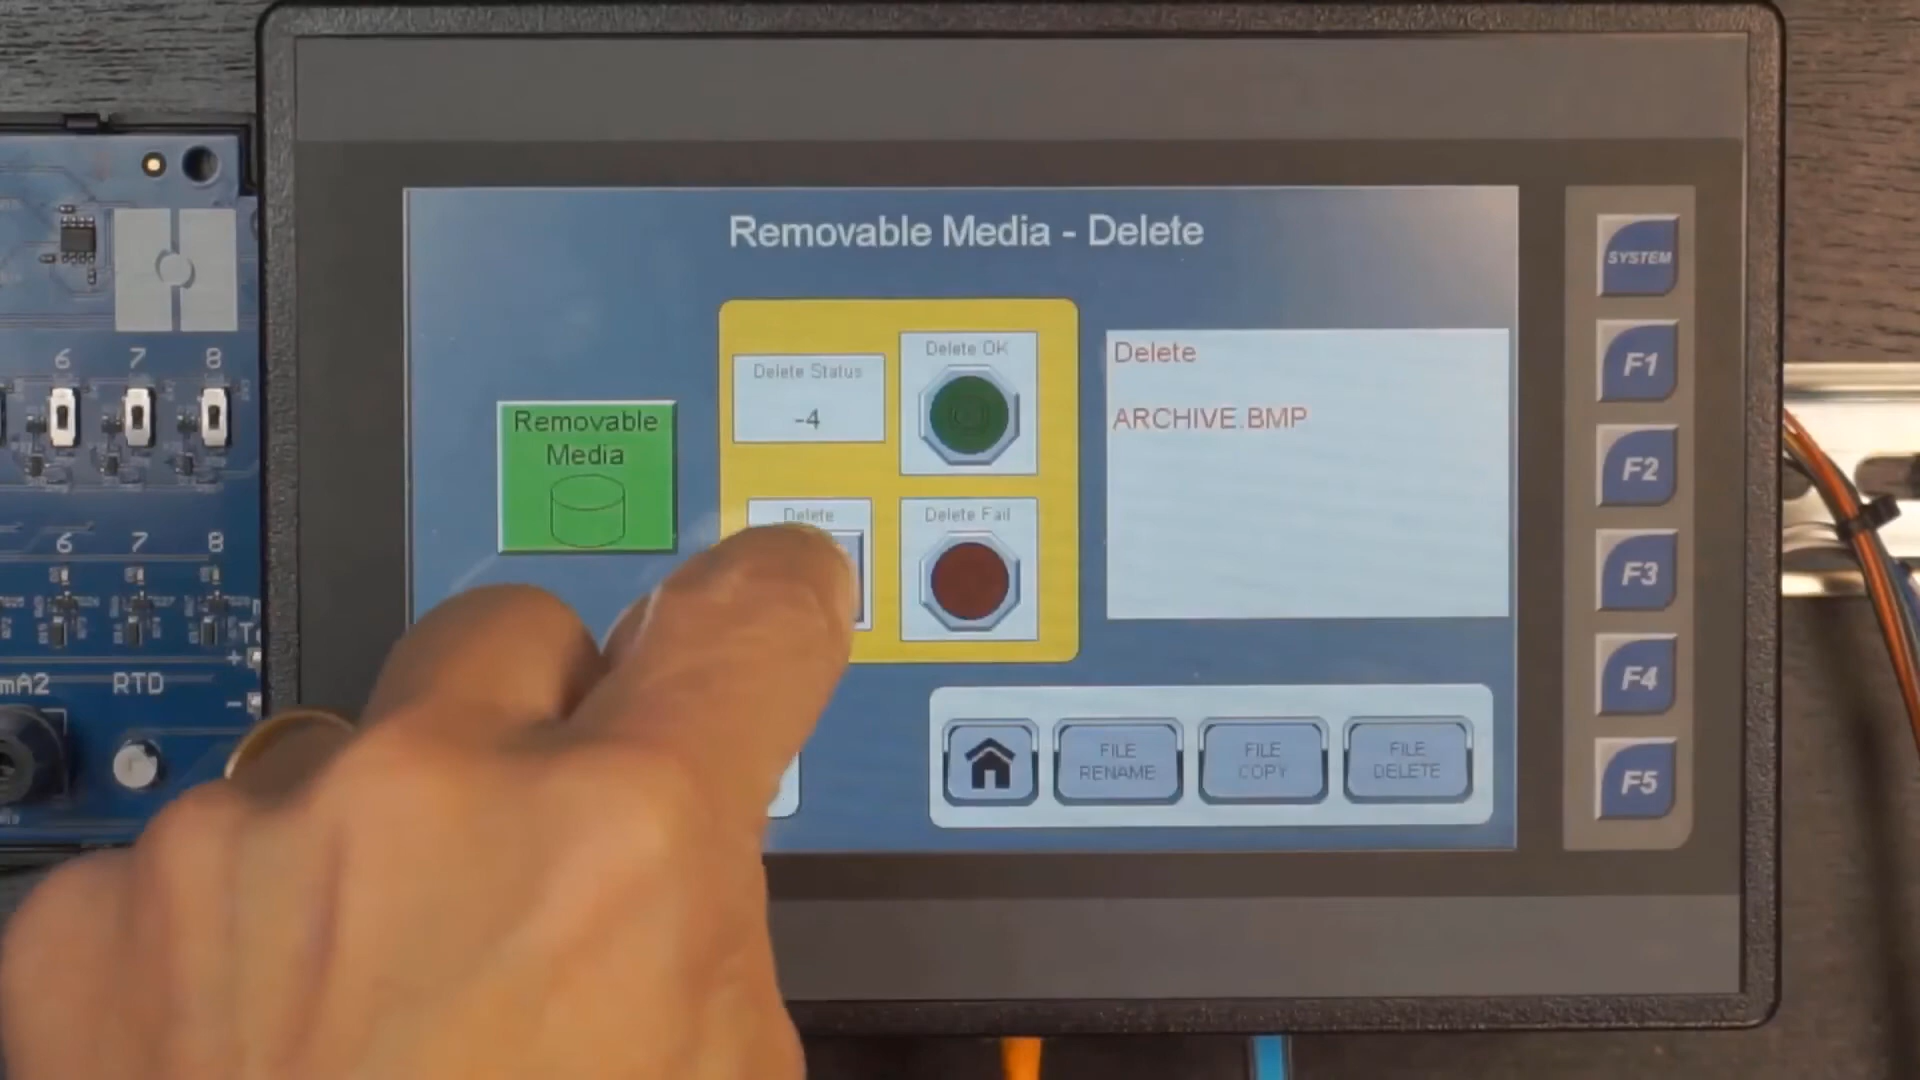 Removable Media - Delete
Removable
Media
Delete Status
-4
Delete OK
Delete
Delete Fail
Delete
ARCHIVE.BMP
FILE
RENAME
FILE
COPY
FILE
DELETE
SYSTEM
F1
F2
F3
F4
F5
6 7 8
6 7 8
mA2 RTD
+
-